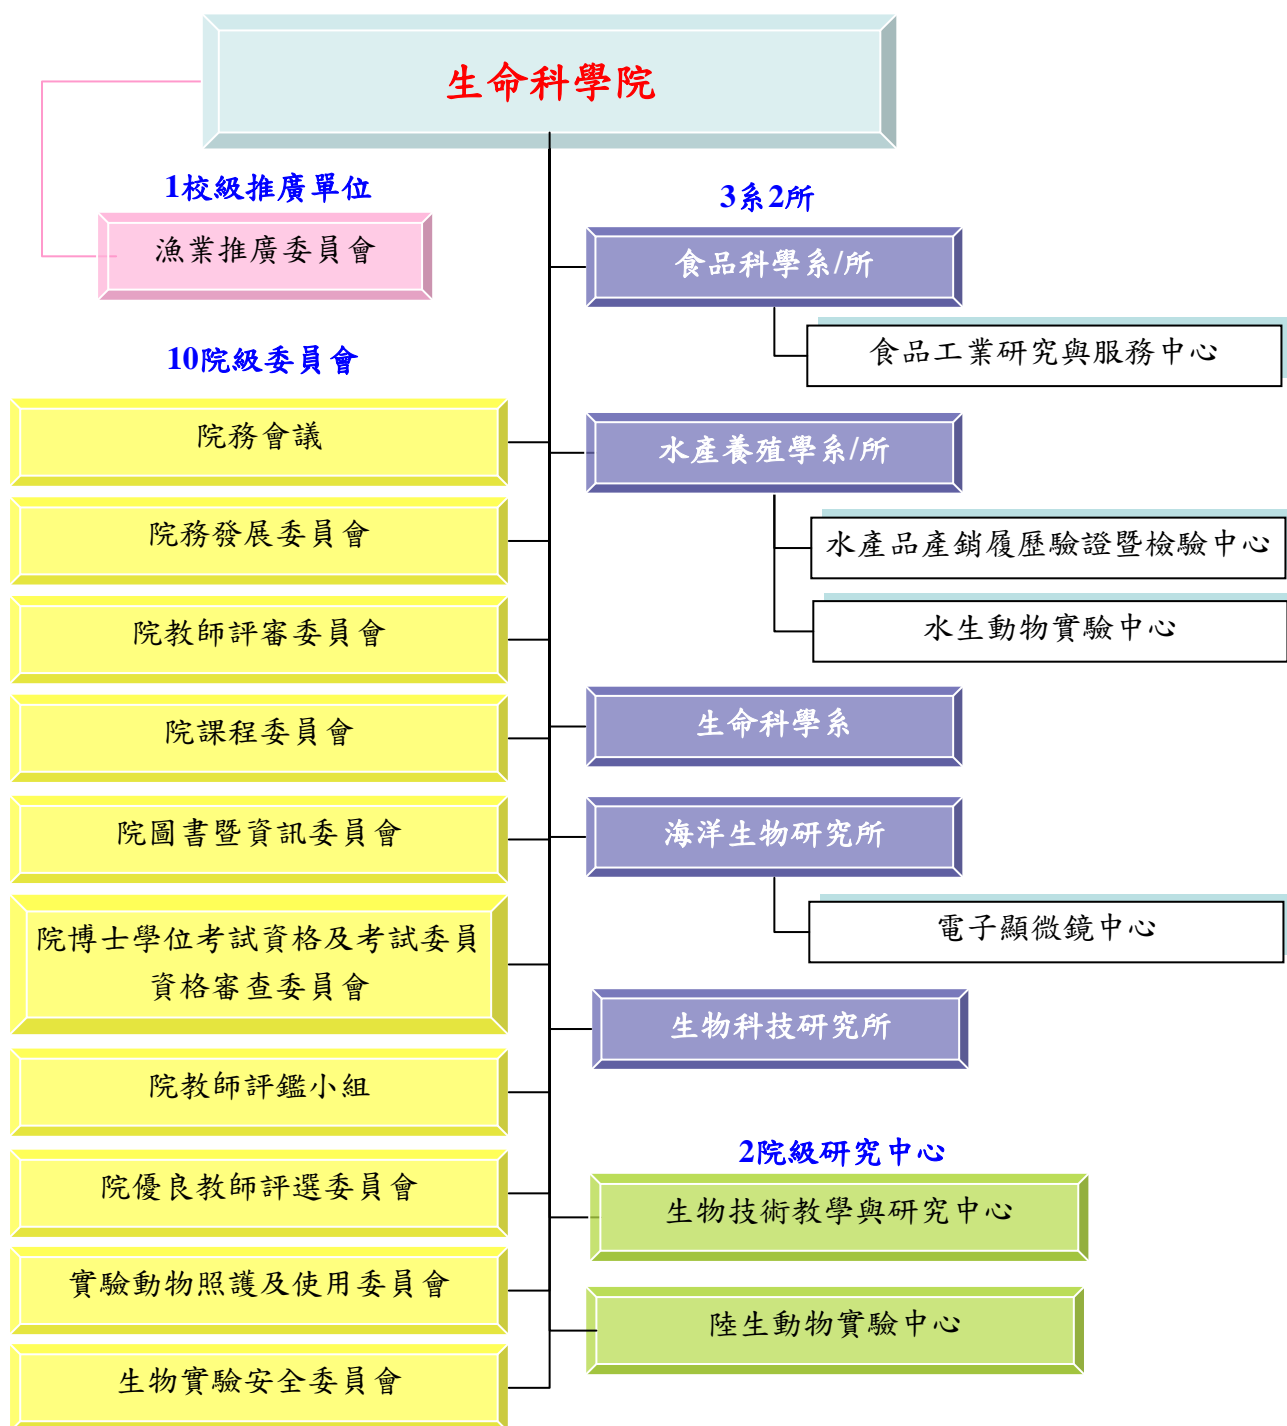 生命科學院
1校級推廣單位
漁業推廣委員會
10院級委員會
院務會議
院務發展委員會
院教師評審委員會
院課程委員會
院圖書暨資訊委員會
院博士學位考試資格及考試委員
資格審查委員會
院教師評鑑小組
院優良教師評選委員會
實驗動物照護及使用委員會
生物實驗安全委員會
3系2所
食品科學系/所
食品工業研究與服務中心
水產養殖學系/所
水產品產銷履歷驗證暨檢驗中心
水生動物實驗中心
生命科學系
海洋生物研究所
電子顯微鏡中心
生物科技研究所
2院級研究中心
生物技術教學與研究中心
陸生動物實驗中心